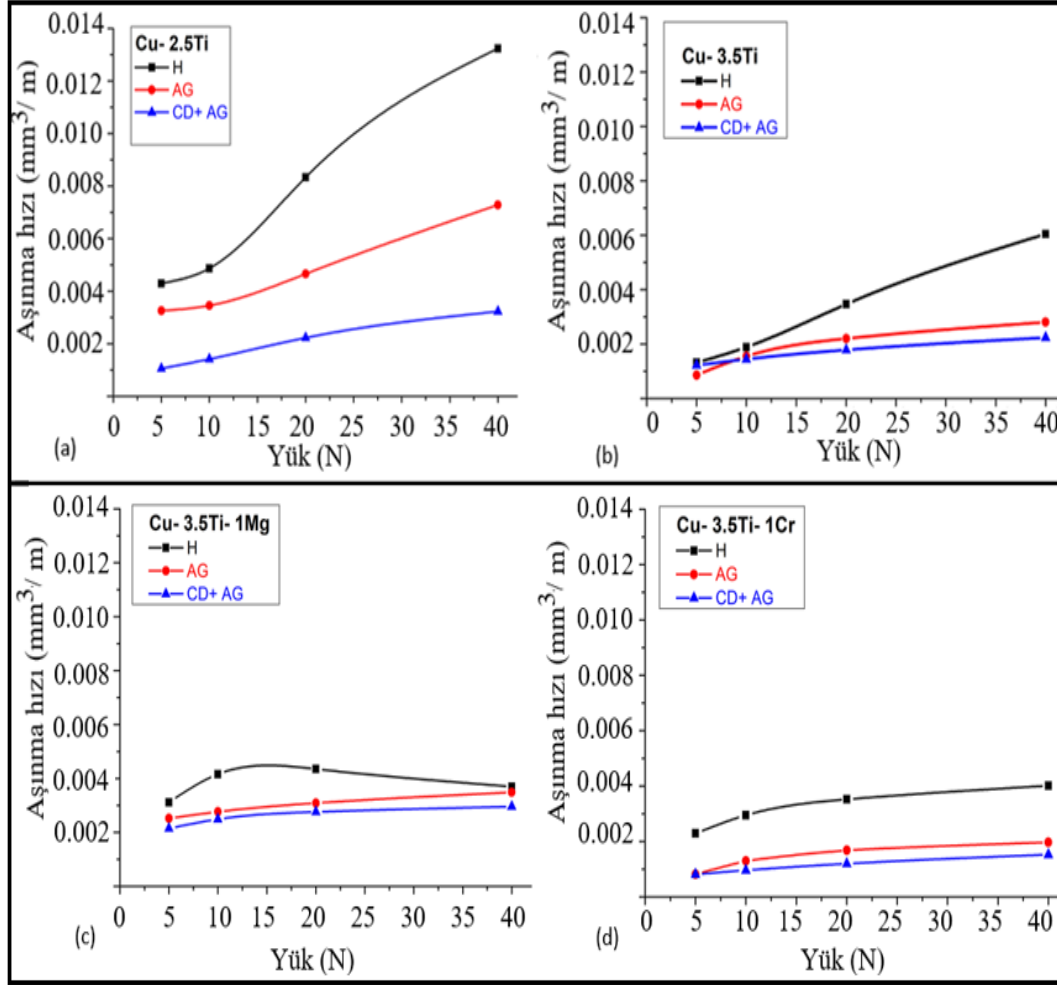 (a)
Cu- 2.5Ti
H
AG
CD+ AG
Aşınma hızı (mm³/ m)
0.014
0.012
0.010
0.008
0.006
0.004
0.002
0 5 10 15 20 25 30 35 40
Yük (N)
(b)
Cu- 3.5Ti
H
AG
CD+ AG
Aşınma hızı (mm³/ m)
0.014
0.012
0.010
0.008
0.006
0.004
0.002
0 5 10 15 20 25 30 35 40
Yük (N)
(c)
Cu- 3.5Ti- 1Mg
H
AG
CD+ AG
Aşınma hızı (mm³/ m)
0.014
0.012
0.010
0.008
0.006
0.004
0.002
0 5 10 15 20 25 30 35 40
Yük (N)
(d)
Cu- 3.5Ti- 1Cr
H
AG
CD+ AG
Aşınma hızı (mm³/ m)
0.014
0.012
0.010
0.008
0.006
0.004
0.002
0 5 10 15 20 25 30 35 40
Yük (N)